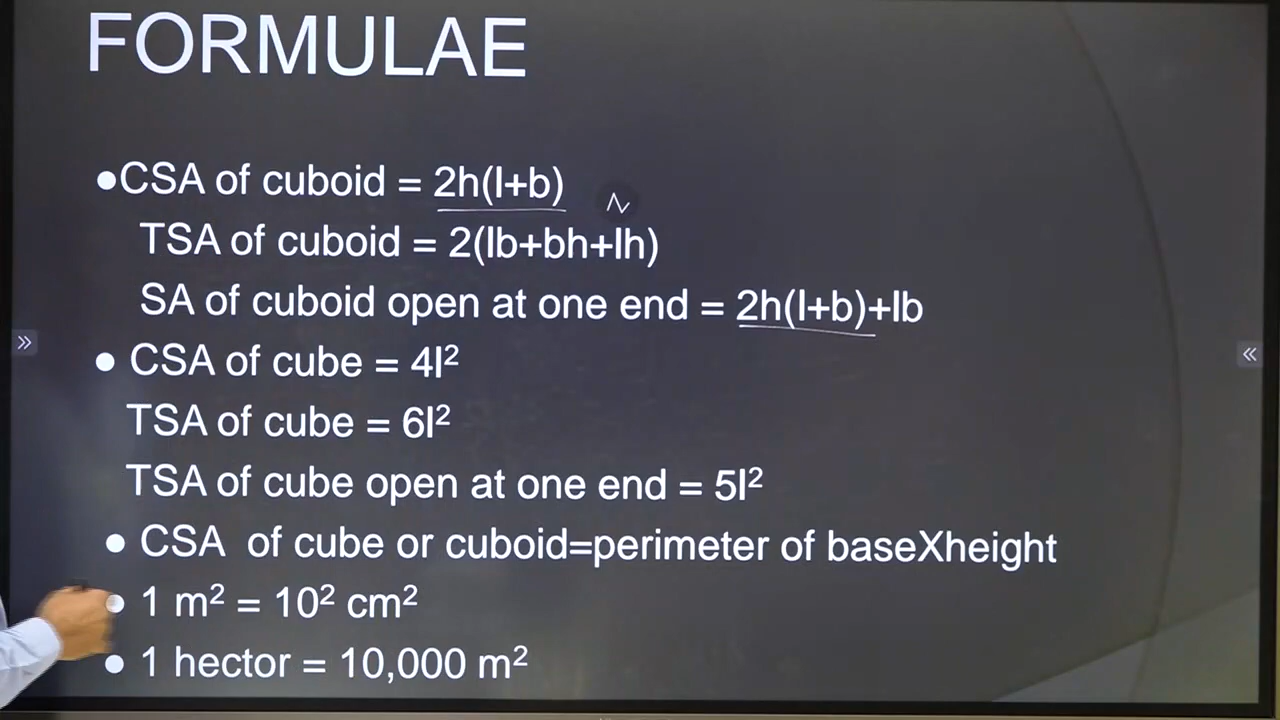 FORMULAE
●CSA of cuboid = 2h(l+b)
TSA of cuboid = 2(lb+bh+lh)
SA of cuboid open at one end = 2h(l+b)+lb
● CSA of cube = 4l²
TSA of cube = 6l²
TSA of cube open at one end = 5l²
● CSA of cube or cuboid=perimeter of baseXheight
● 1 m² = 10² cm²
● 1 hector = 10,000 m²